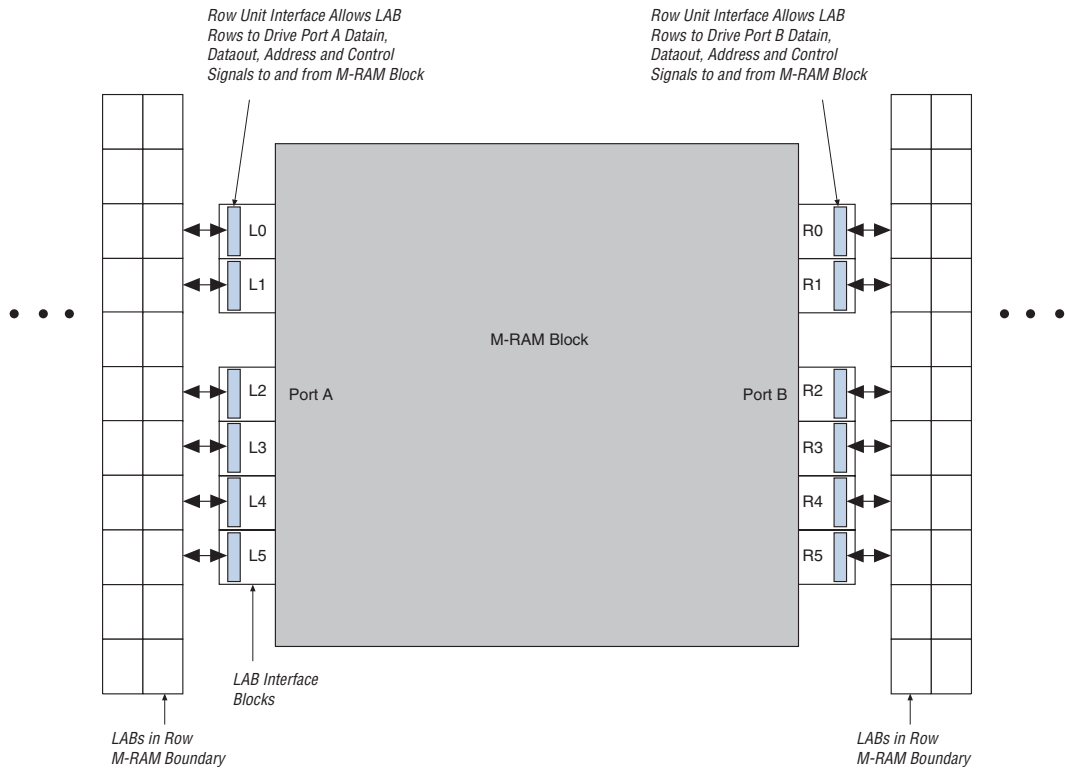 Row Unit Interface Allows LAB
Rows to Drive Port A Datain,
Dataout, Address and Control
Signals to and from M-RAM Block
Row Unit Interface Allows LAB
Rows to Drive Port B Datain,
Dataout, Address and Control
Signals to and from M-RAM Block
L0
R0
L1
R1
M-RAM Block
L2
Port A
Port B
R2
L3
R3
L4
R4
L5
R5
LAB Interface
Blocks
LABs in Row
M-RAM Boundary
LABs in Row
M-RAM Boundary